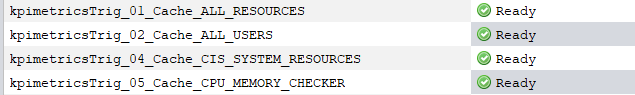 kpimetricsTrig_01_Cache_ALL_RESOURCES Ready
kpimetricsTrig_02_Cache_ALL_USERS Ready
kpimetricsTrig_04_Cache_CIS_SYSTEM_RESOURCES Ready
kpimetricsTrig_05_Cache_CPU_MEMORY_CHECKER Ready